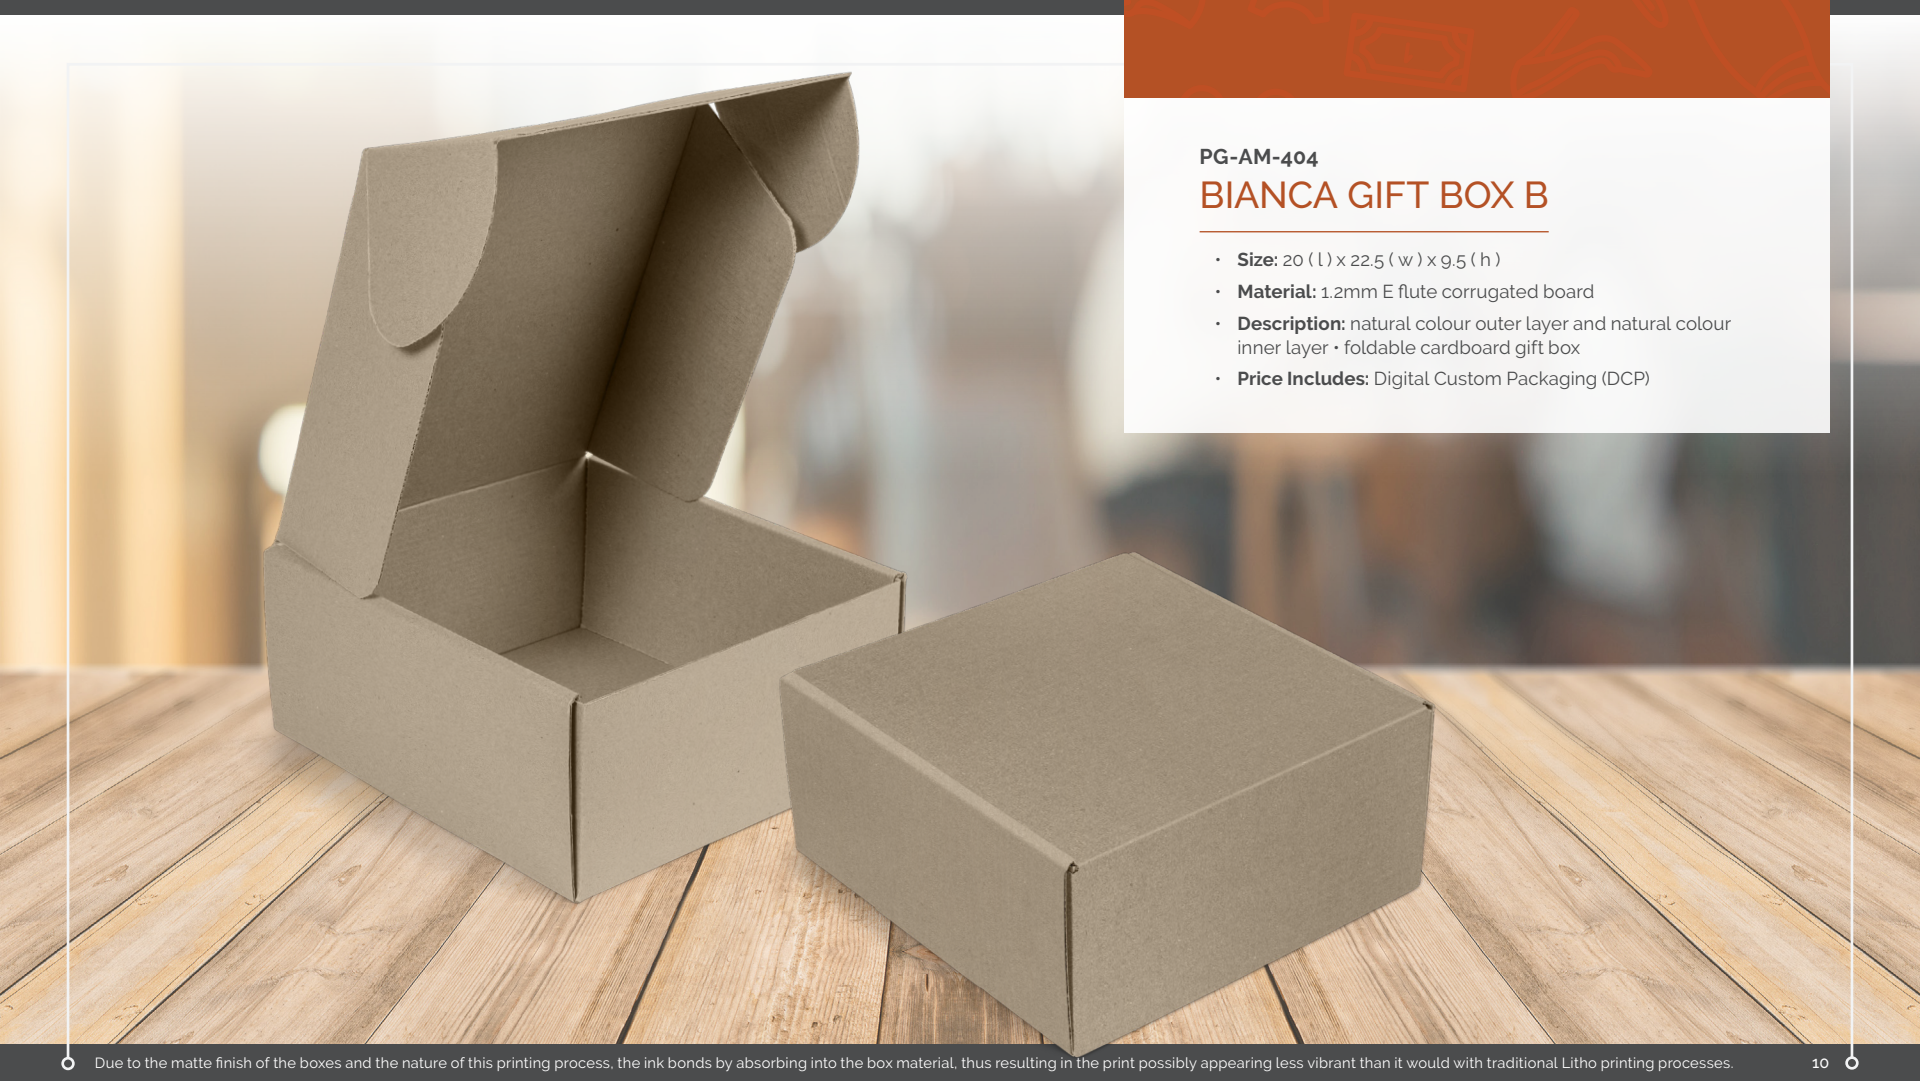 PG-AM-404
BIANCA GIFT BOX B
• Size: 20 ( l ) x 22.5 ( w ) x 9.5 ( h )
• Material: 1.2mm E flute corrugated board
• Description: natural colour outer layer and natural colour
inner layer • foldable cardboard gift box
• Price Includes: Digital Custom Packaging (DCP)
Due to the matte finish of the boxes and the nature of this printing process, the ink bonds by absorbing into the box material, thus resulting in the print possibly appearing less vibrant than it would with traditional Litho printing processes.
10